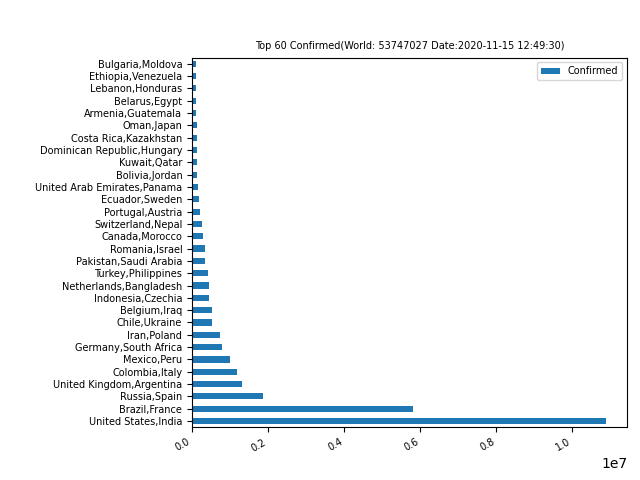 Top 60 Confirmed(World: 53747027 Date:2020-11-15 12:49:30)
Confirmed
Bulgaria,Moldova
Ethiopia,Venezuela
Lebanon,Honduras
Belarus,Egypt
Armenia,Guatemala
Oman,Japan
Costa Rica,Kazakhstan
Dominican Republic,Hungary
Kuwait,Qatar
Bolivia,Jordan
United Arab Emirates,Panama
Ecuador,Sweden
Portugal,Austria
Switzerland,Nepal
Canada,Morocco
Romania,Israel
Pakistan,Saudi Arabia
Turkey,Philippines
Netherlands,Bangladesh
Indonesia,Czechia
Belgium,Iraq
Chile,Ukraine
Iran,Poland
Germany,South Africa
Mexico,Peru
Colombia,Italy
United Kingdom,Argentina
Russia,Spain
Brazil,France
United States,India
0.0 0.2 0.4 0.6 0.8 1.0
1e7